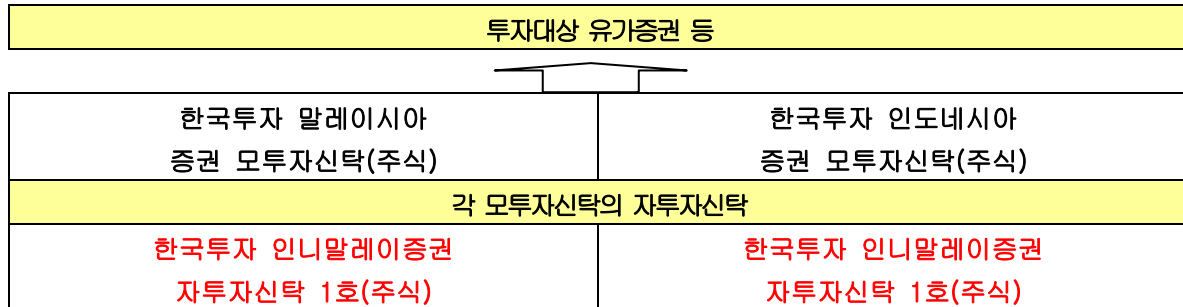 투자대상 유가증권 등
한국투자 말레이시아
증권 모투자신탁(주식)
한국투자 인도네시아
증권 모투자신탁(주식)
각 모투자신탁의 자투자신탁
한국투자 인니말레이증권
자투자신탁 1호(주식)
한국투자 인니말레이증권
자투자신탁 1호(주식)